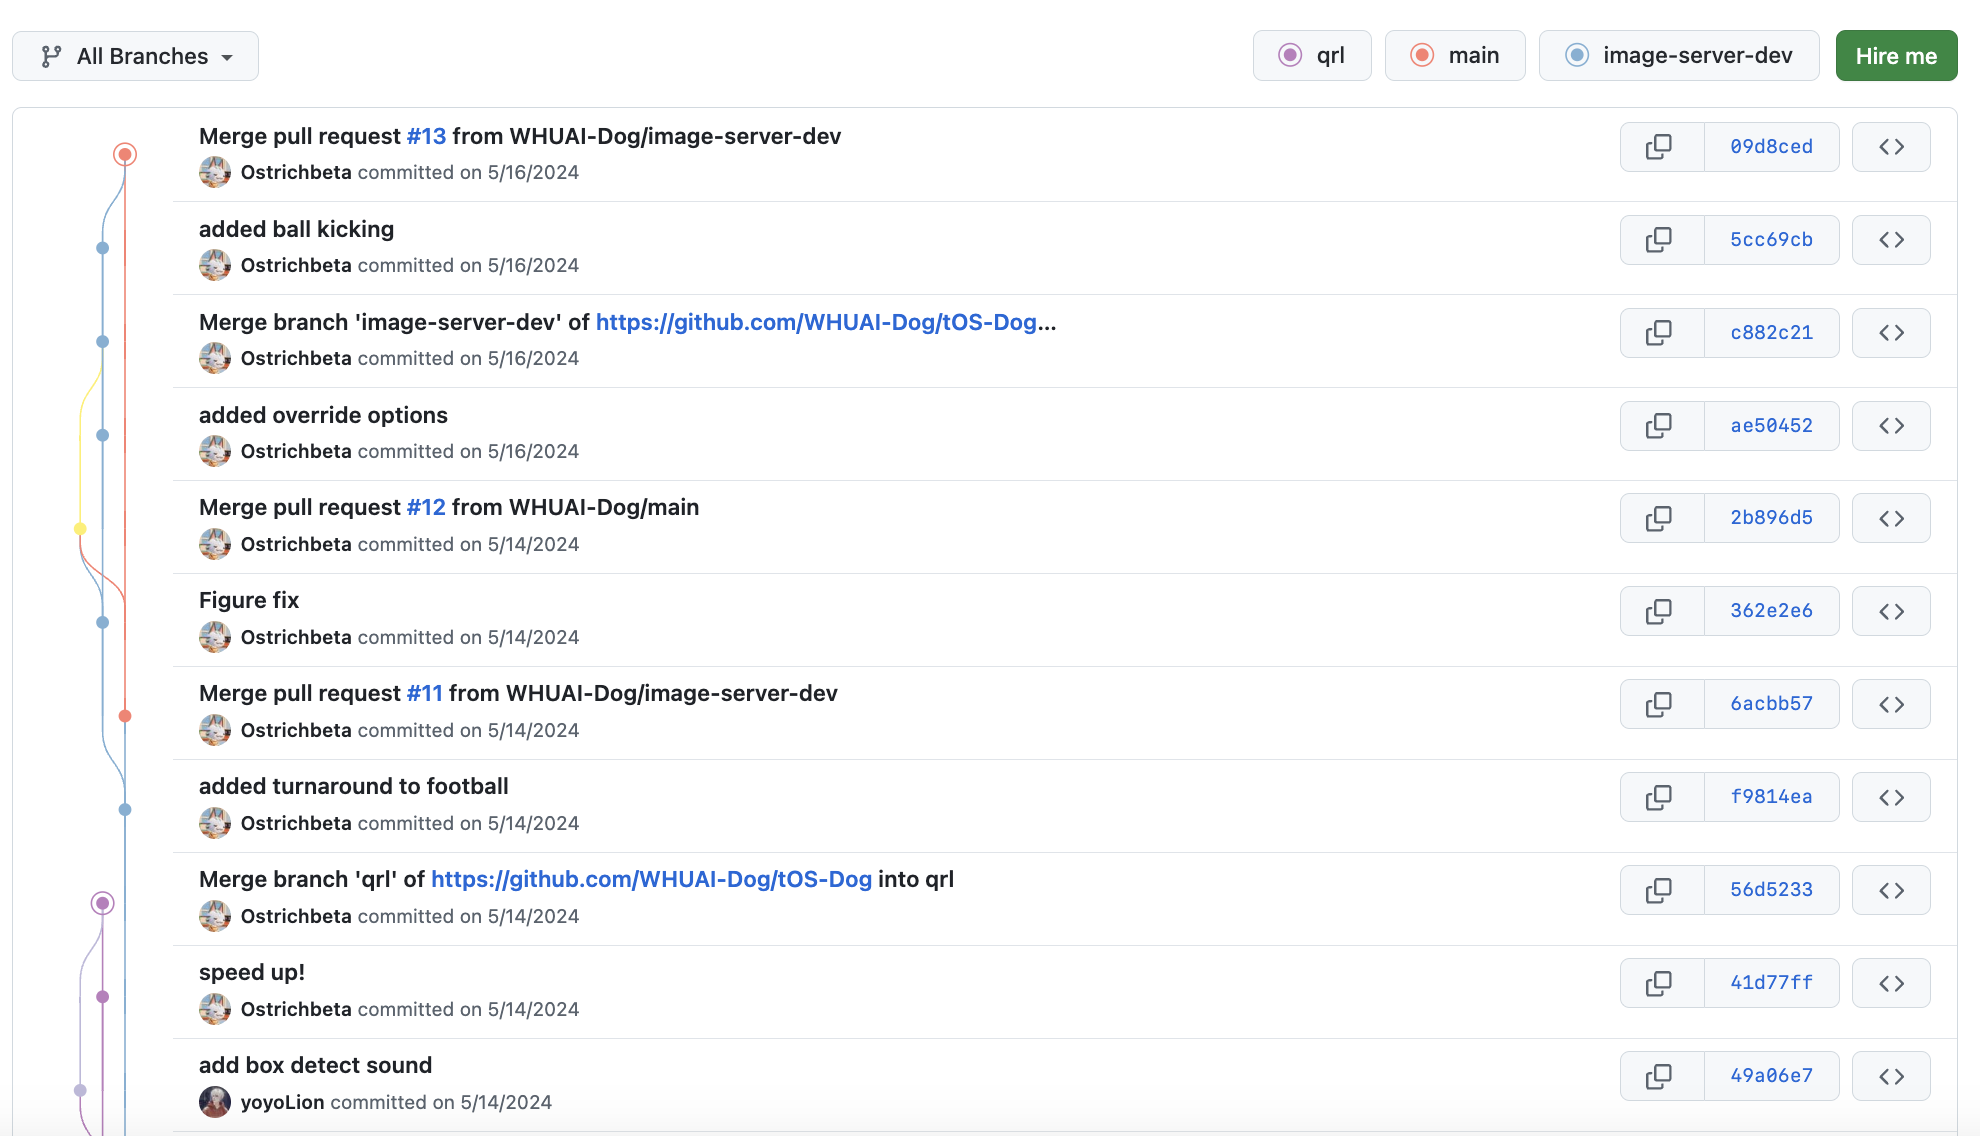 All Branches
qrl
main
image-server-dev
Hire me
Merge pull request #13 from WHUAI-Dog/image-server-dev
09d8ced
Ostrichbeta committed on 5/16/2024
added ball kicking
5cc69cb
Ostrichbeta committed on 5/16/2024
Merge branch 'image-server-dev' of https://github.com/WHUAI-Dog/tOS-Dog...
c882c21
Ostrichbeta committed on 5/16/2024
added override options
ae50452
Ostrichbeta committed on 5/16/2024
Merge pull request #12 from WHUAI-Dog/main
2b896d5
Ostrichbeta committed on 5/14/2024
Figure fix
362e2e6
Ostrichbeta committed on 5/14/2024
Merge pull request #11 from WHUAI-Dog/image-server-dev
6acbb57
Ostrichbeta committed on 5/14/2024
added turnaround to football
f9814ea
Ostrichbeta committed on 5/14/2024
Merge branch 'qrl' of https://github.com/WHUAI-Dog/tOS-Dog into qrl
56d5233
Ostrichbeta committed on 5/14/2024
speed up!
41d77ff
Ostrichbeta committed on 5/14/2024
add box detect sound
49a06e7
yoyoLion committed on 5/14/2024